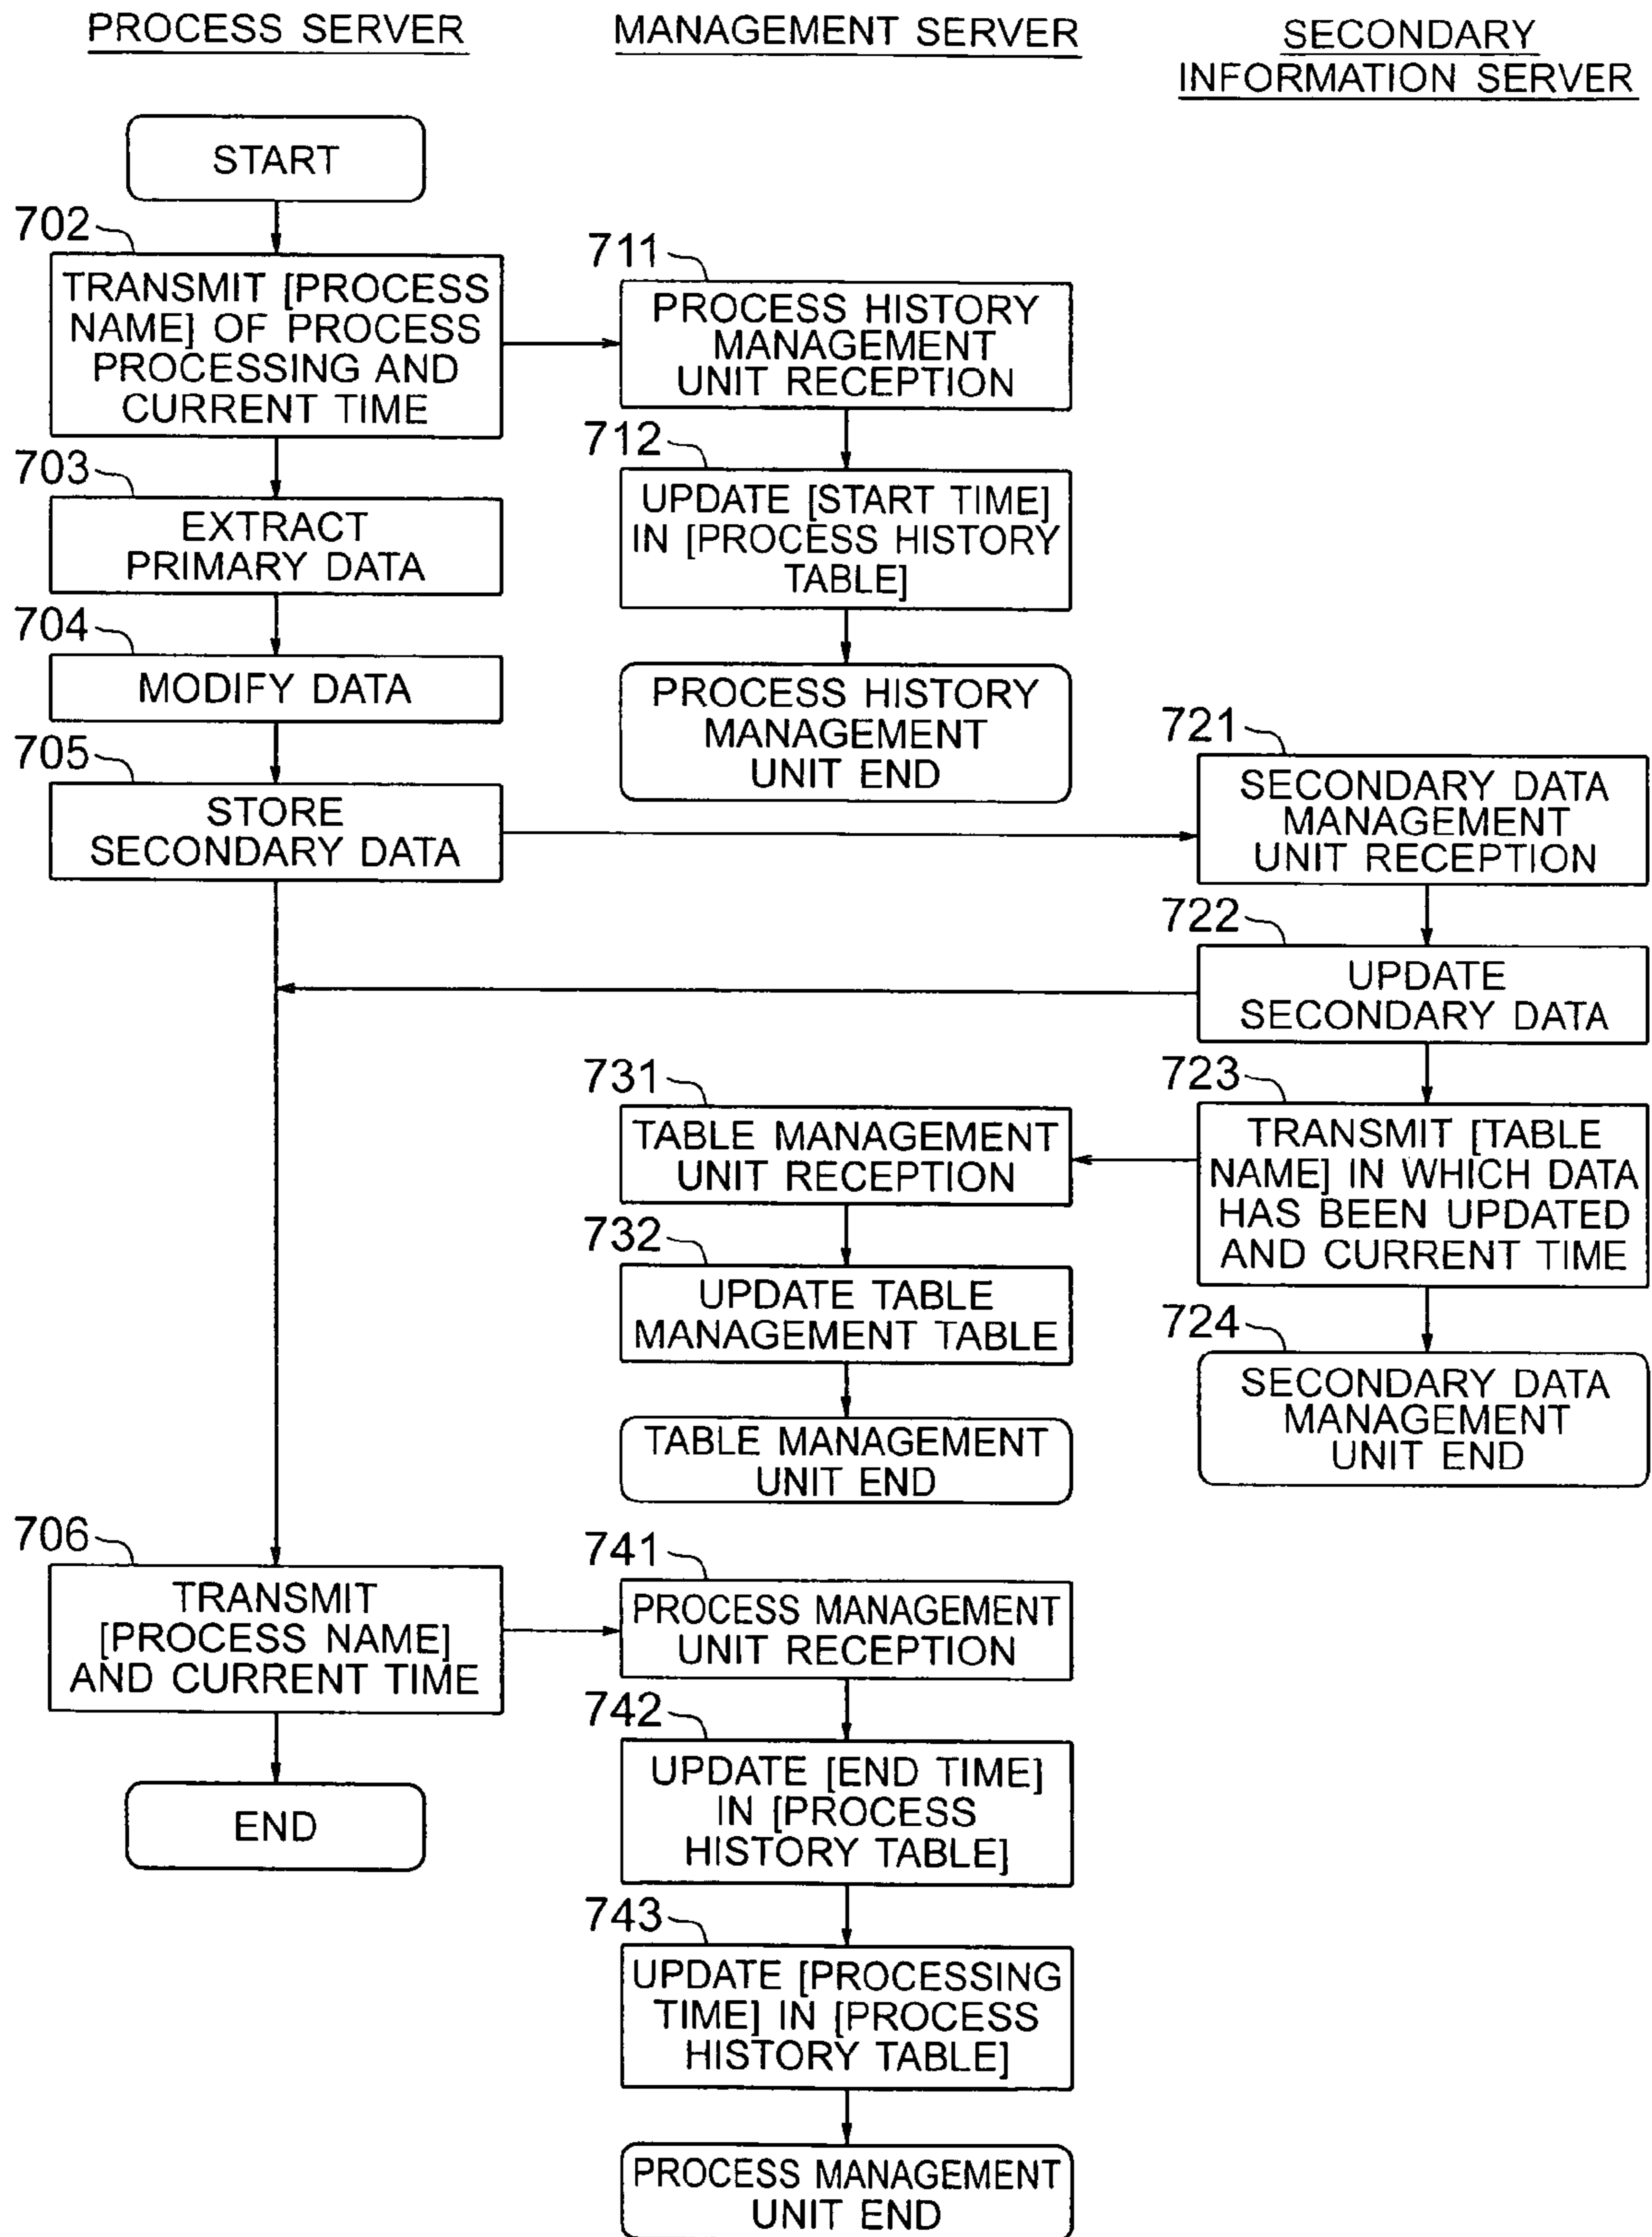 PROCESS SERVER
MANAGEMENT SERVER
SECONDARY
INFORMATION SERVER
START
702
TRANSMIT [PROCESS
NAME] OF PROCESS
PROCESSING AND
CURRENT TIME
711
PROCESS HISTORY
MANAGEMENT
UNIT RECEPTION
703
EXTRACT
PRIMARY DATA
712
UPDATE [START TIME]
IN [PROCESS HISTORY
TABLE]
704
MODIFY DATA
PROCESS HISTORY
MANAGEMENT
UNIT END
705
STORE
SECONDARY DATA
721
SECONDARY DATA
MANAGEMENT
UNIT RECEPTION
722
UPDATE
SECONDARY DATA
723
TRANSMIT [TABLE
NAME] IN WHICH DATA
HAS BEEN UPDATED
AND CURRENT TIME
731
TABLE MANAGEMENT
UNIT RECEPTION
732
UPDATE TABLE
MANAGEMENT TABLE
724
SECONDARY DATA
MANAGEMENT
UNIT END
TABLE MANAGEMENT
UNIT END
706
TRANSMIT
[PROCESS NAME]
AND CURRENT TIME
741
PROCESS MANAGEMENT
UNIT RECEPTION
END
742
UPDATE [END TIME]
IN [PROCESS
HISTORY TABLE]
743
UPDATE [PROCESSING
TIME] IN [PROCESS
HISTORY TABLE]
PROCESS MANAGEMENT
UNIT END